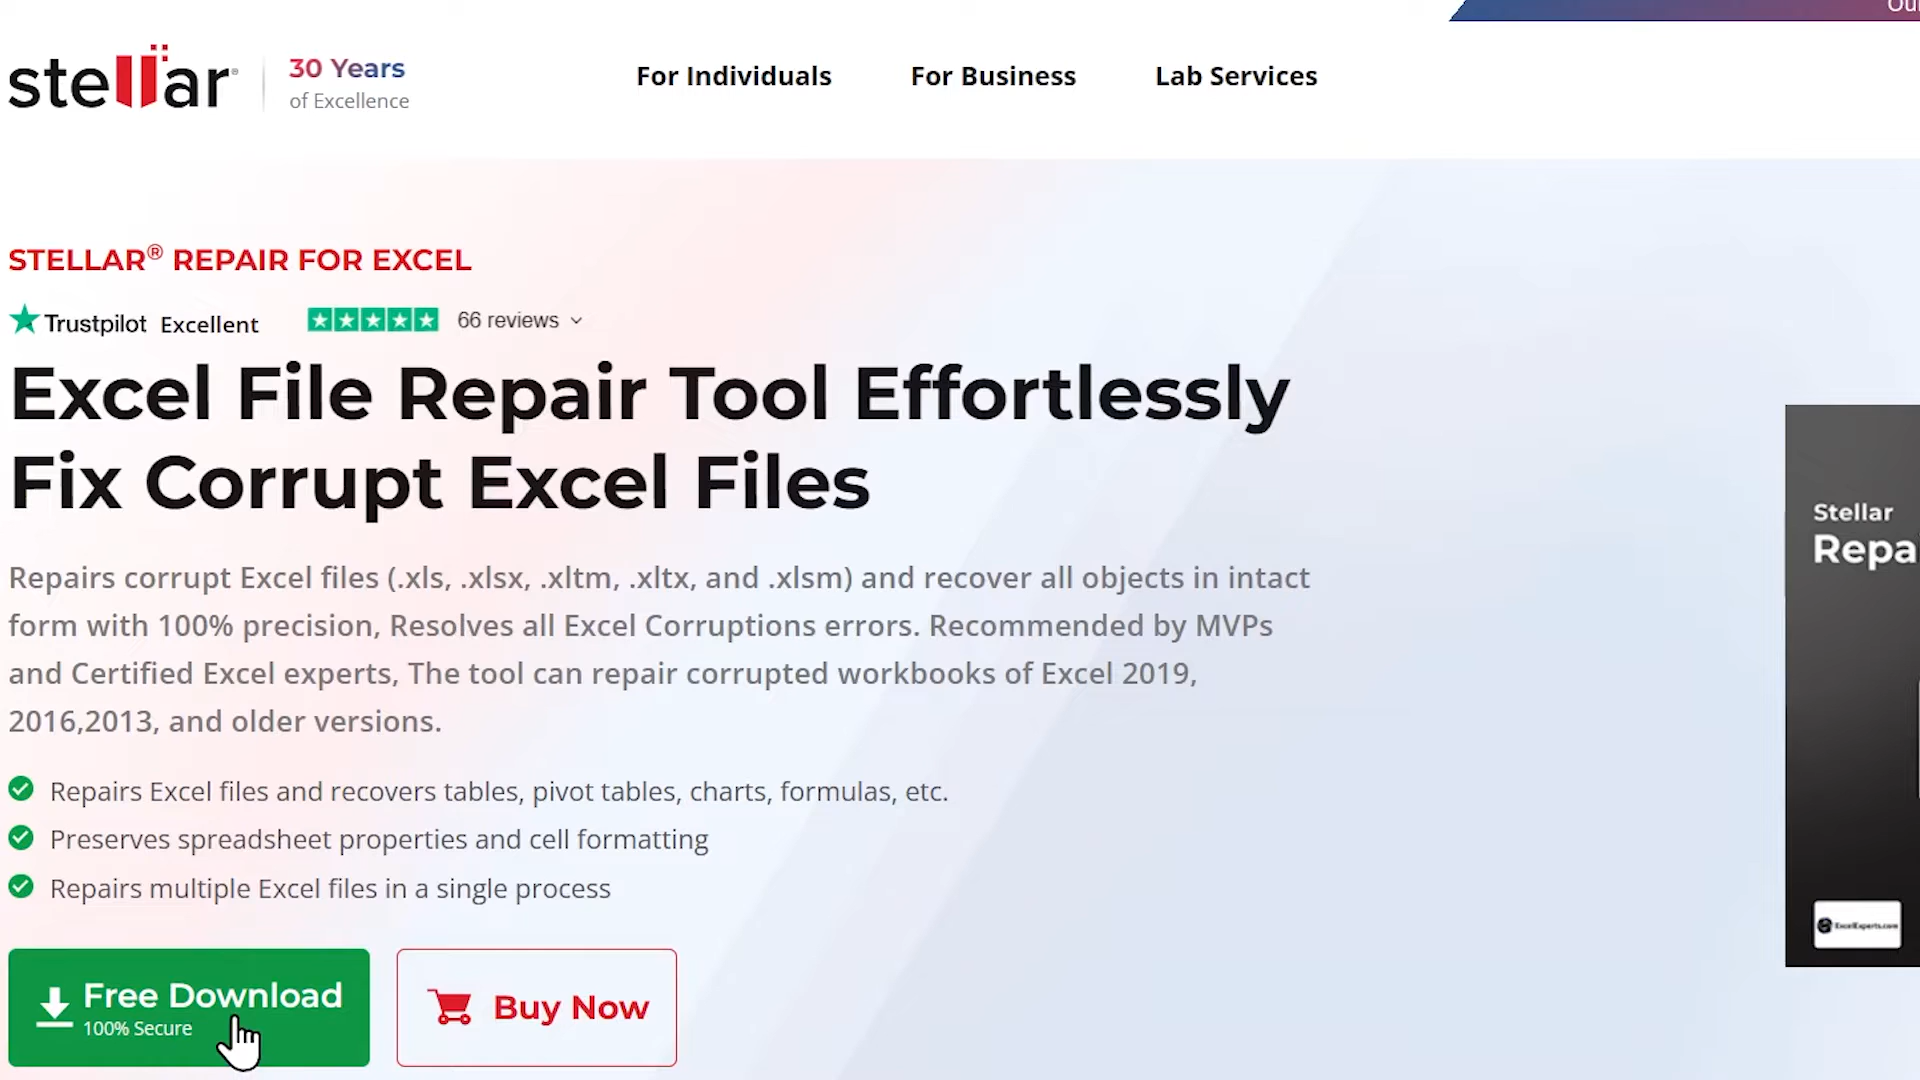 Ou
stellar
30 Years
of Excellence
For Individuals
For Business
Lab Services
STELLAR® REPAIR FOR EXCEL
Trustpilot Excellent
66 reviews
Excel File Repair Tool Effortlessly
Fix Corrupt Excel Files
Repairs corrupt Excel files (.xls, .xlsx, .xltm, .xltx, and .xlsm) and recover all objects in intact
form with 100% precision, Resolves all Excel Corruptions errors. Recommended by MVPs
and Certified Excel experts, The tool can repair corrupted workbooks of Excel 2019,
2016,2013, and older versions.
Repairs Excel files and recovers tables, pivot tables, charts, formulas, etc.
Preserves spreadsheet properties and cell formatting
Repairs multiple Excel files in a single process
Free Download
100% Secure
Buy Now
Stellar
Repa
ExcelExperts.com